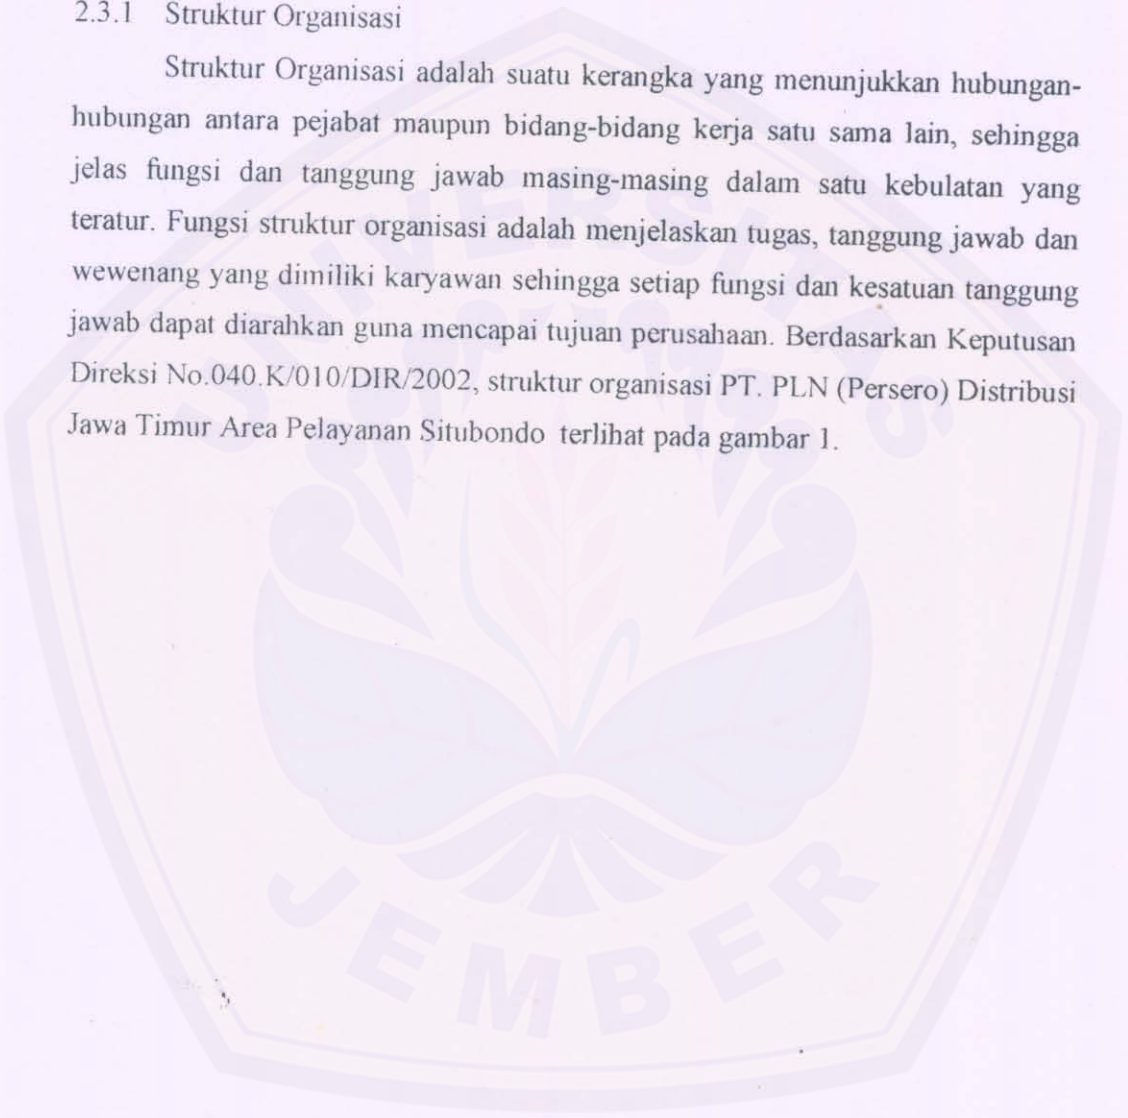 2.3.1 Struktur Organisasi
Struktur Organisasi adalah suatu kerangka yang menunjukkan hubungan-
hubungan antara pejabat maupun bidang-bidang kerja satu sama lain, sehingga
jelas fungsi dan tanggung jawab masing-masing dalam satu kebulatan yang
teratur. Fungsi struktur organisasi adalah menjelaskan tugas, tanggung jawab dan
wewenang yang dimiliki karyawan sehingga setiap fungsi dan kesatuan tanggung
jawab dapat diarahkan guna mencapai tujuan perusahaan. Berdasarkan Keputusan
Direksi No.040.K/010/DIR/2002, struktur organisasi PT. PLN (Persero) Distribusi
Jawa Timur Area Pelayanan Situbondo terlihat pada gambar 1.
UNIVERSITAS
JEMBER